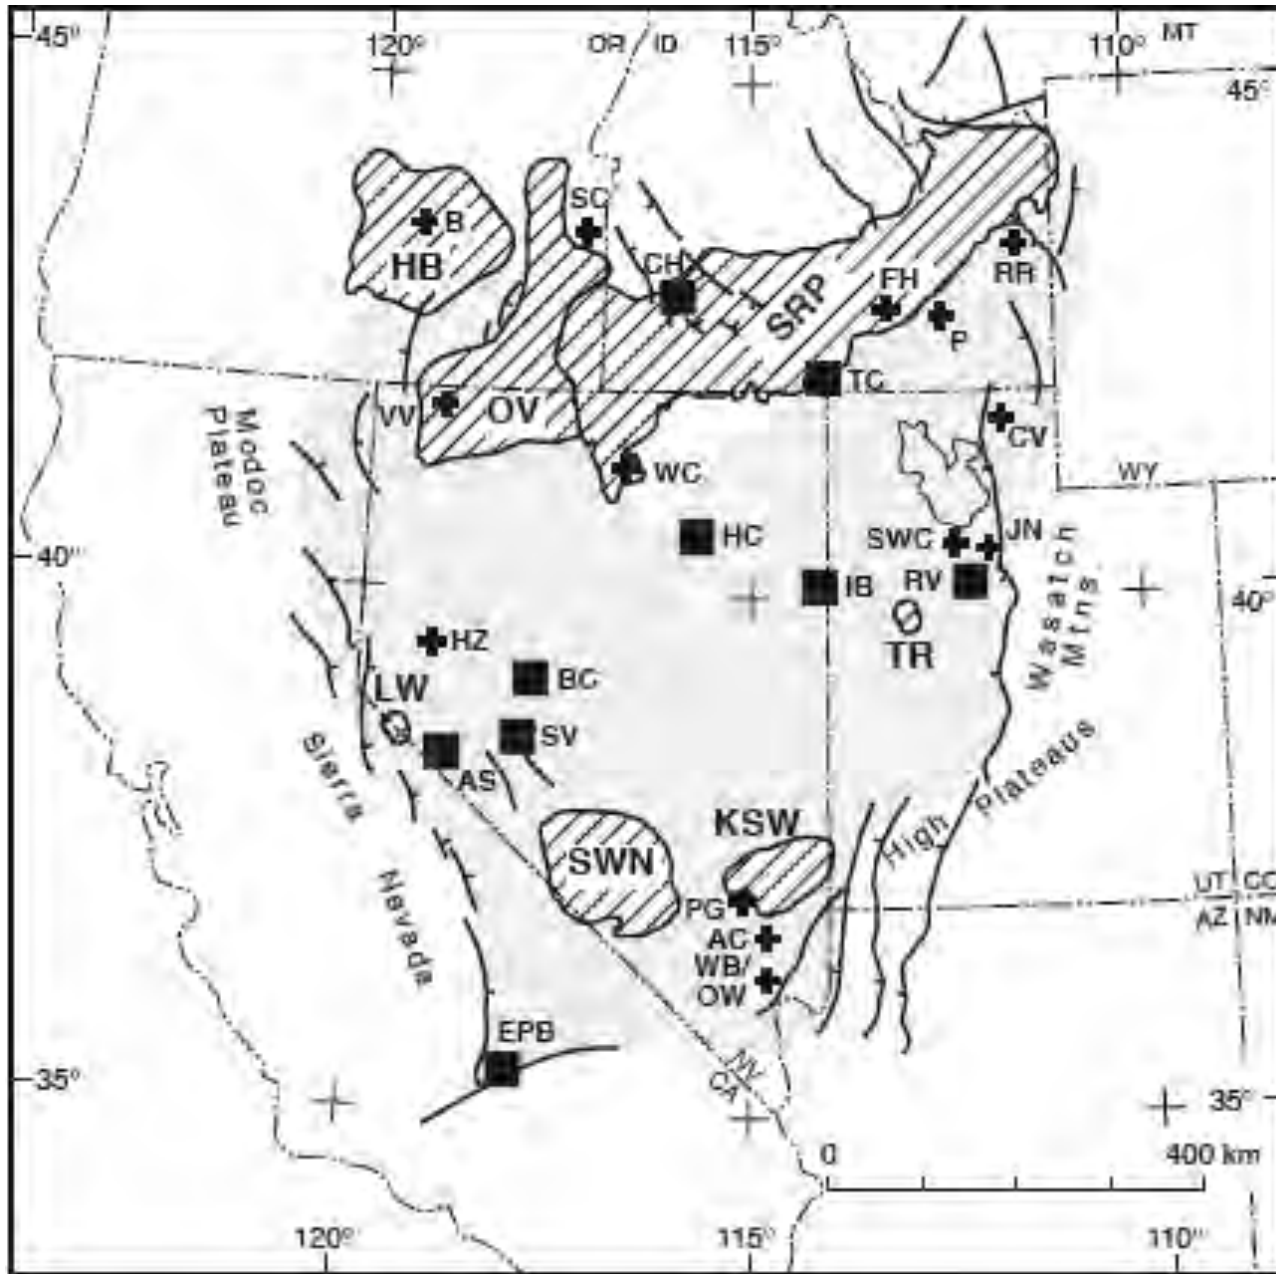 45°
120°
OR
ID
115°
110°
MT
45°
SC
B
HB
CH
FH
RR
SRP
P
TC
VV
OV
CV
Modoc
Plateau
WC
WY
HC
SWC
JN
40°
IB
RV
40°
Wasatch
Mtns.
TR
HZ
LW
BC
SV
AS
Sierra
Nevada
High Plateaus
KSW
SWN
UT
CO
PG
AZ
NM
AC
WB/
OW
EPB
NV
CA
35°
35°
0
400 km
120°
115°
110°